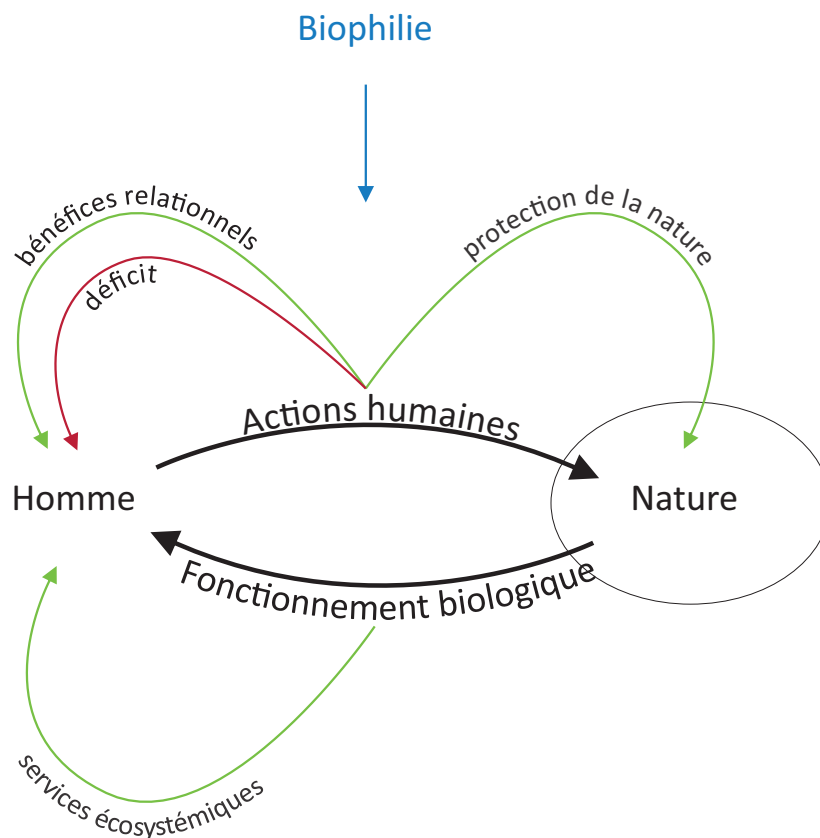 Biophilie
bénéfices relationnels
déficit
protection de la nature
Actions humaines
Homme
Nature
Fonctionnement biologique
services écosystémiques